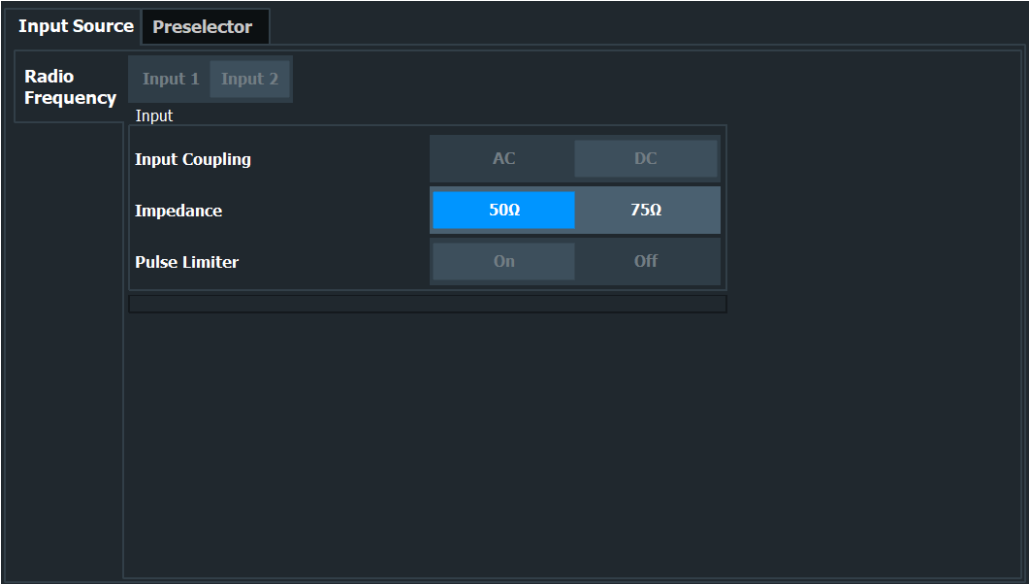 Input Source Preselector
Radio Input 1 Input 2
Frequency
Input
Input Coupling AC DC
Impedance 50Ω 75Ω
Pulse Limiter On Off